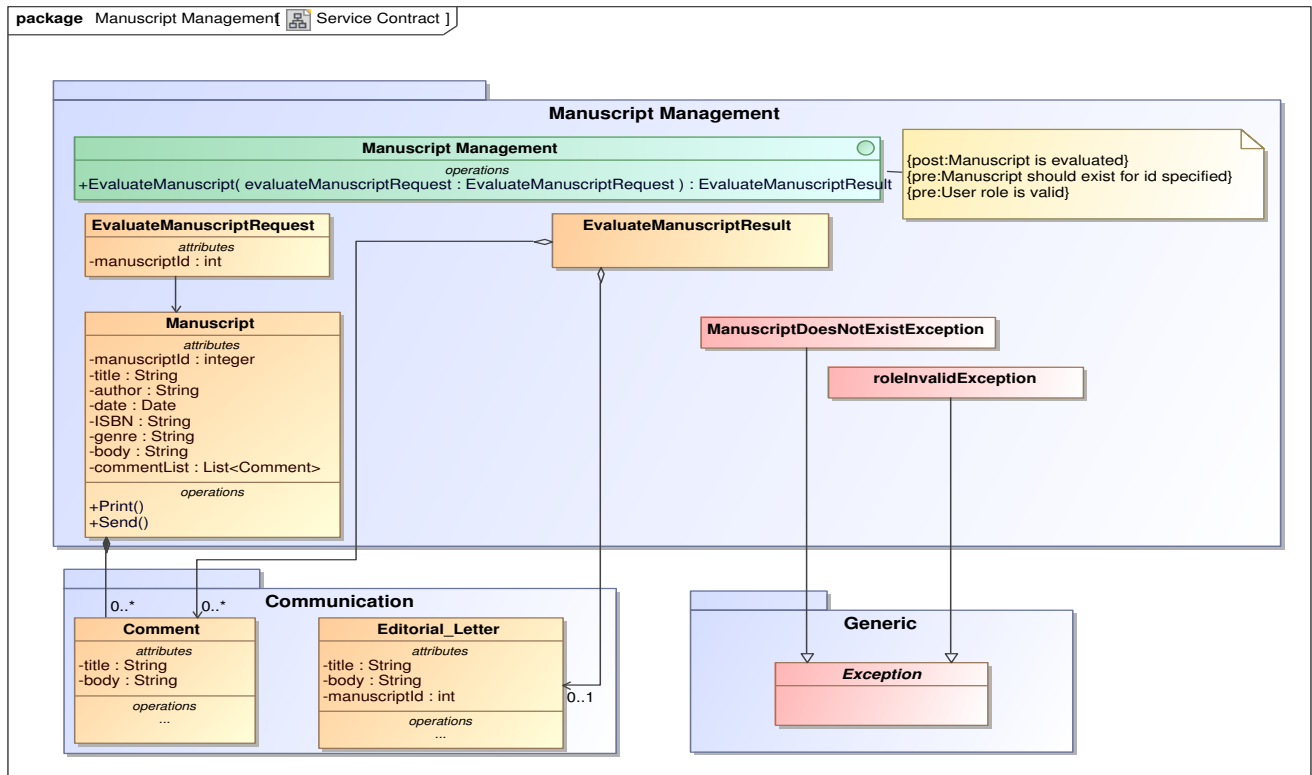 package Manuscript Management[ Service Contract ]
Manuscript Management
Manuscript Management
operations
+EvaluateManuscript( evaluateManuscriptRequest : EvaluateManuscriptRequest ) : EvaluateManuscriptResult
{post:Manuscript is evaluated}
{pre:Manuscript should exist for id specified}
{pre:User role is valid}
EvaluateManuscriptRequest
attributes
-manuscriptId : int
EvaluateManuscriptResult
Manuscript
attributes
-manuscriptId : integer
-title : String
-author : String
-date : Date
-ISBN : String
-genre : String
-body : String
-commentList : List<Comment>
operations
+Print()
+Send()
ManuscriptDoesNotExistException
roleInvalidException
Communication
0..*
0..*
Comment
attributes
-title : String
-body : String
operations
...
Editorial_Letter
attributes
-title : String
-body : String
-manuscriptId : int
operations
...
0..1
Generic
Exception